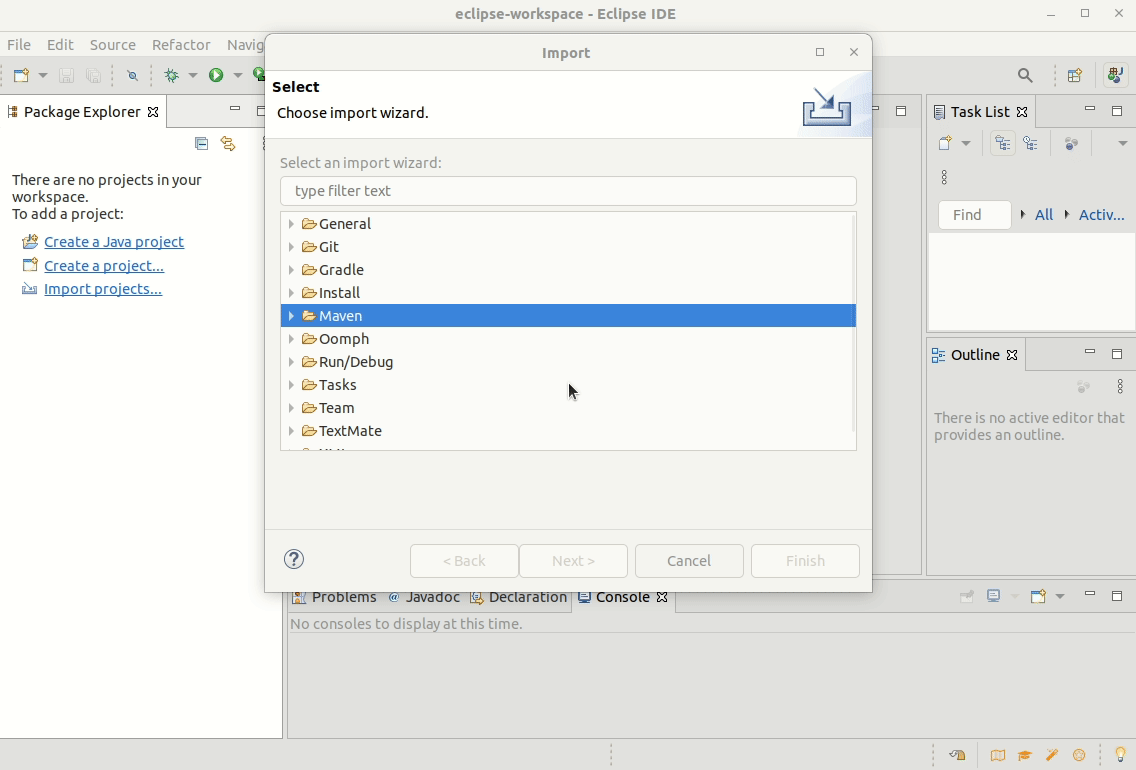 eclipse-workspace - Eclipse IDE
File Edit Source Refactor Navig
Import
Package Explorer
Select
Choose import wizard.
Task List
There are no projects in your
workspace.
To add a project:
Create a Java project
Create a project...
Import projects...
Select an import wizard:
type filter text
General
Git
Gradle
Install
Maven
Oomph
Run/Debug
Tasks
Team
TextMate
< Back Next > Cancel Finish
Find All Activ...
Outline
There is no active editor that
provides an outline.
Problems @ Javadoc Declaration Console
No consoles to display at this time.